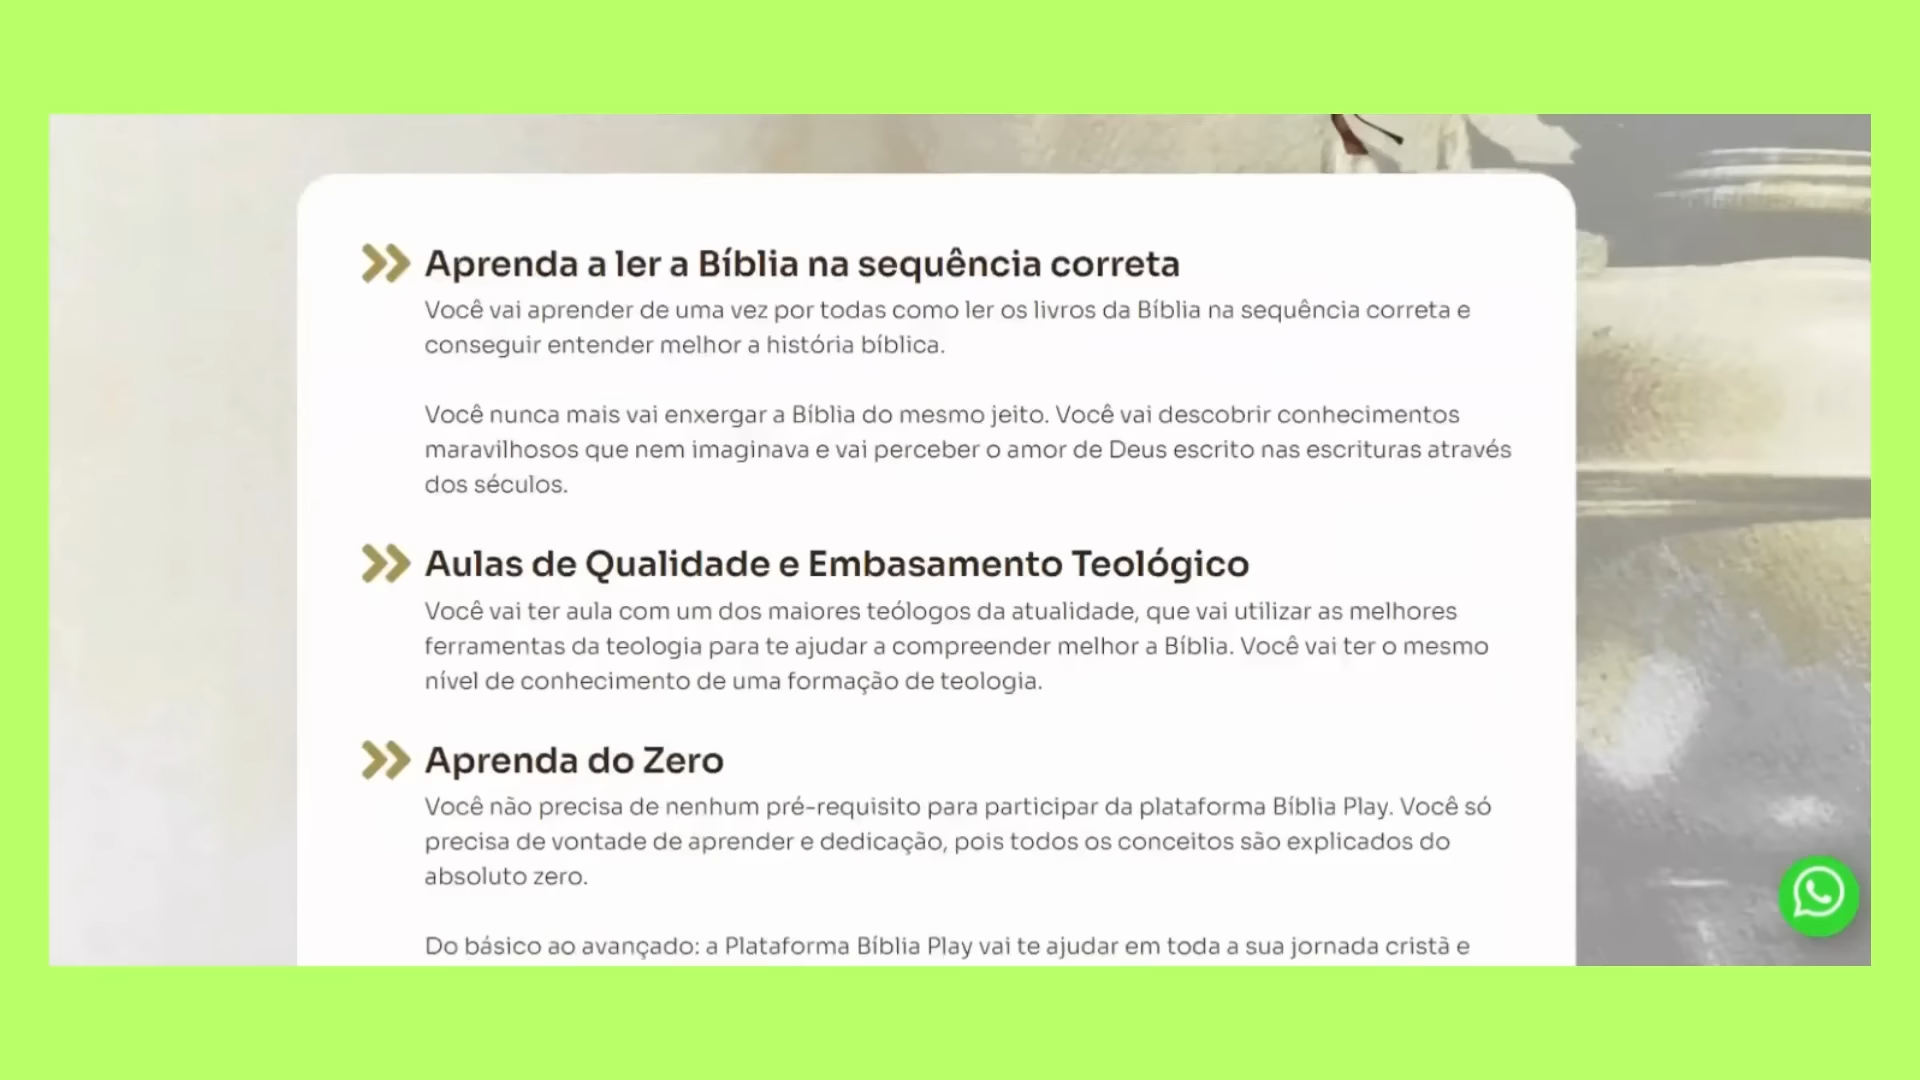 Aprenda a ler a Bíblia na sequência correta
Você vai aprender de uma vez por todas como ler os livros da Bíblia na sequência correta e
conseguir entender melhor a história bíblica.
Você nunca mais vai enxergar a Bíblia do mesmo jeito. Você vai descobrir conhecimentos
maravilhosos que nem imaginava e vai perceber o amor de Deus escrito nas escrituras através
dos séculos.
Aulas de Qualidade e Embasamento Teológico
Você vai ter aula com um dos maiores teólogos da atualidade, que vai utilizar as melhores
ferramentas da teologia para te ajudar a compreender melhor a Bíblia. Você vai ter o mesmo
nível de conhecimento de uma formação de teologia.
Aprenda do Zero
Você não precisa de nenhum pré-requisito para participar da plataforma Bíblia Play. Você só
precisa de vontade de aprender e dedicação, pois todos os conceitos são explicados do
absoluto zero.
Do básico ao avançado: a Plataforma Bíblia Play vai te ajudar em toda a sua jornada cristã e